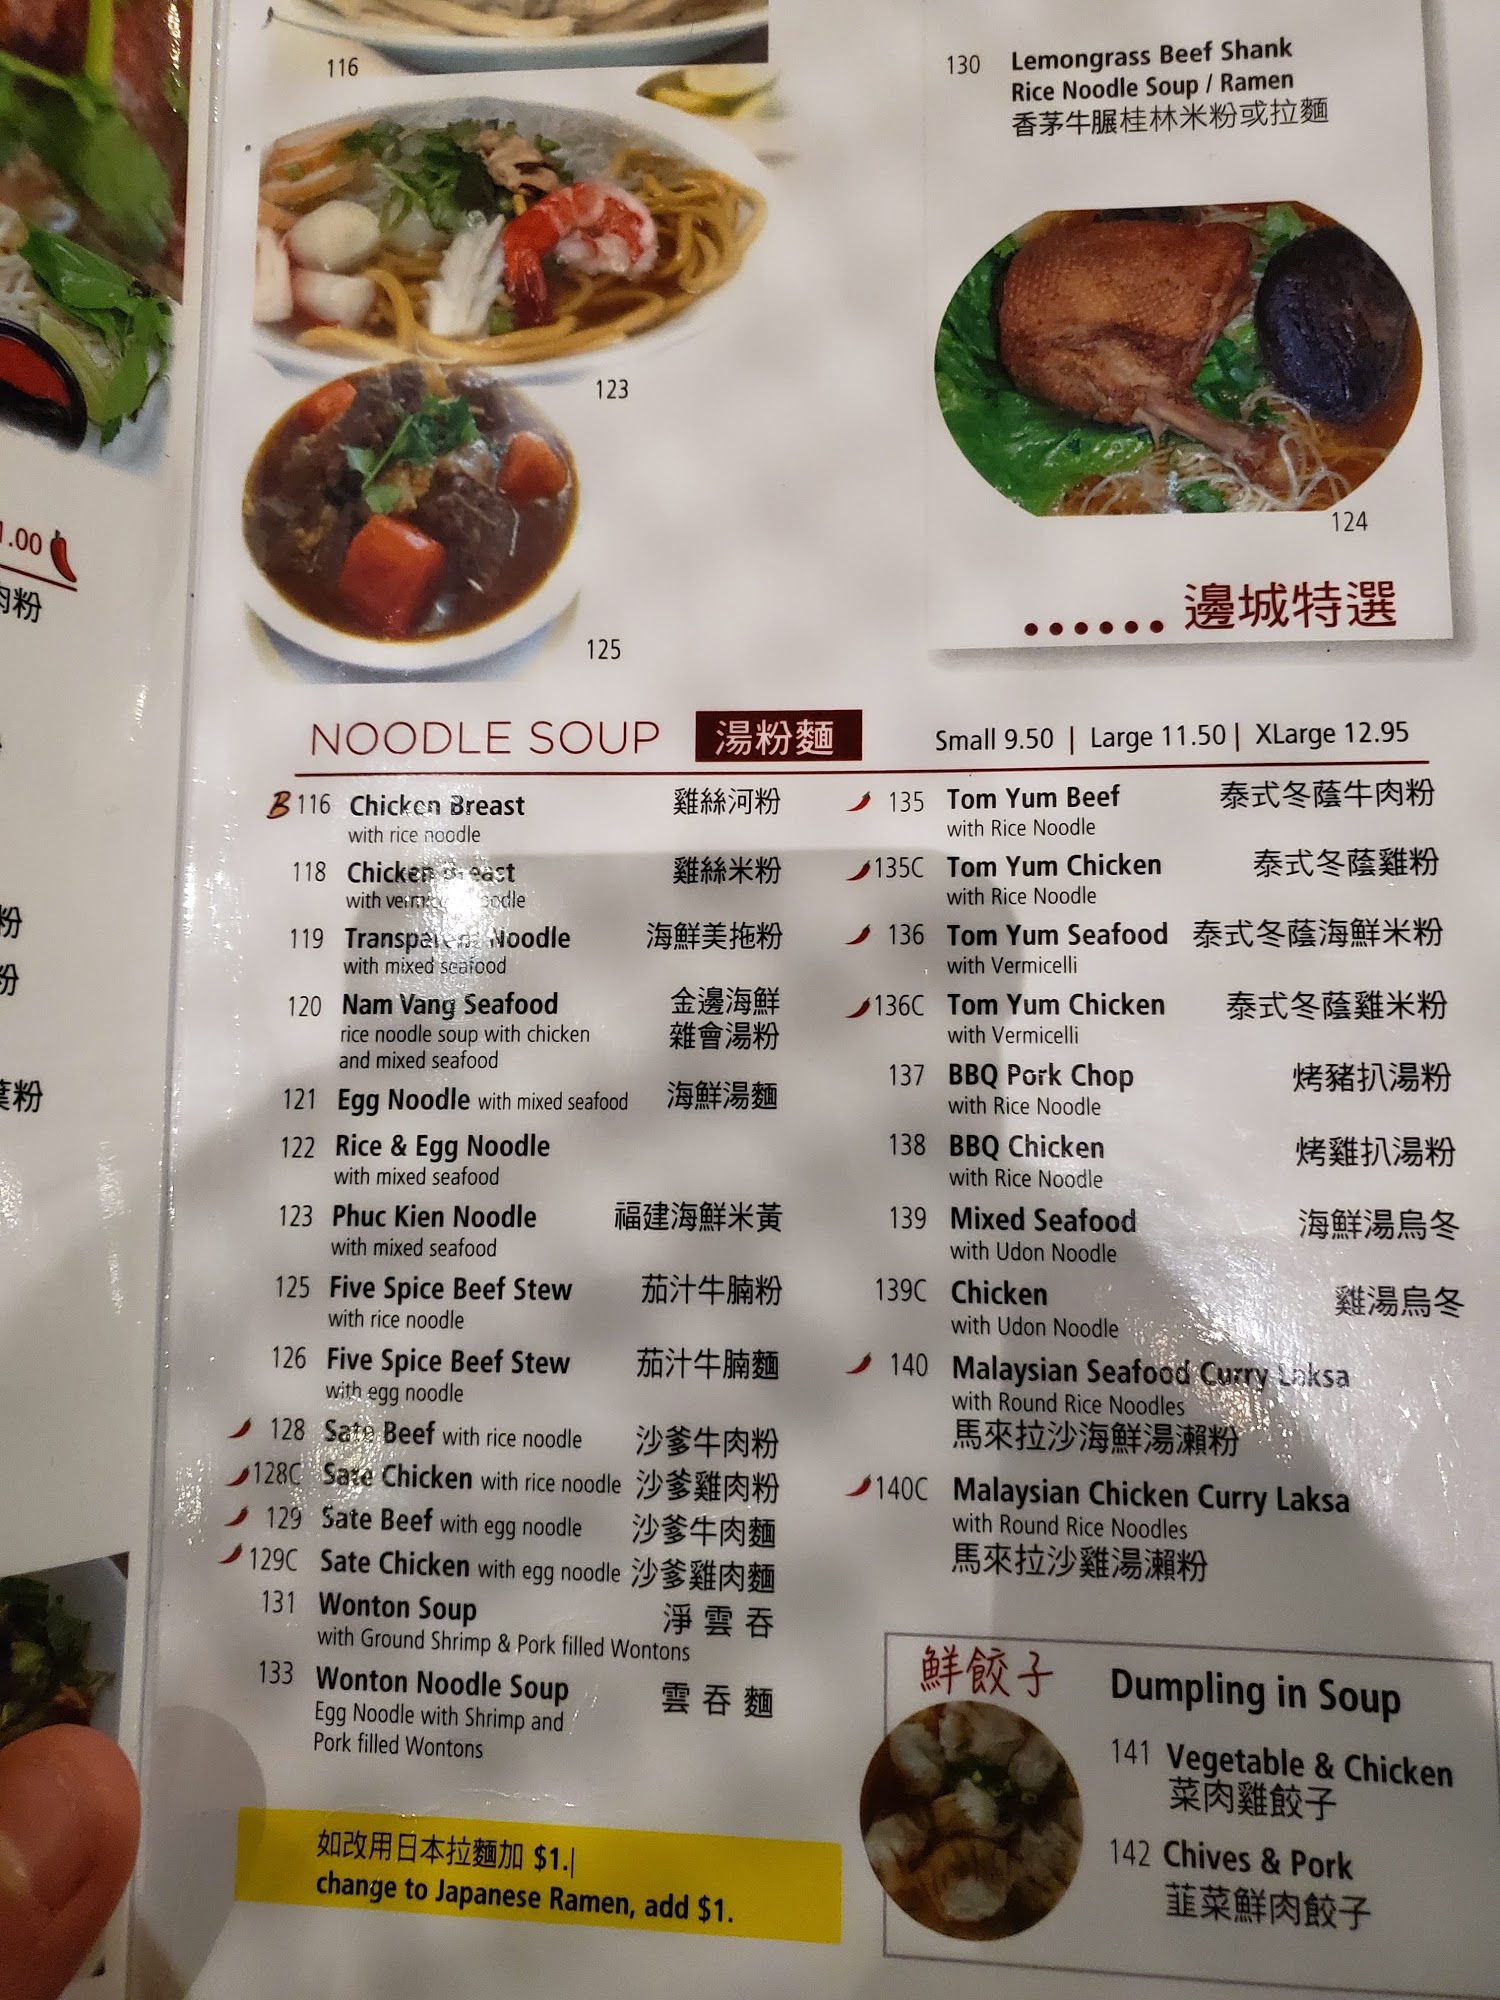 116
123
125
1.00
肉粉
粉
粉
葉粉
130 Lemongrass Beef Shank
Rice Noodle Soup / Ramen
香茅牛腱桂林米粉或拉麵
124
...... 邊城特選
NOODLE SOUP 湯粉麵 Small 9.50 | Large 11.50 | XLarge 12.95
B 116 Chicken Breast 雞絲河粉
with rice noodle
118 Chicken Breast 雞絲米粉
with vermicelli noodle
119 Transparent Noodle 海鮮美拖粉
with mixed seafood
120 Nam Vang Seafood 金邊海鮮
rice noodle soup with chicken 雜會湯粉
and mixed seafood
121 Egg Noodle with mixed seafood 海鮮湯麵
122 Rice & Egg Noodle
with mixed seafood
123 Phuc Kien Noodle 福建海鮮米黃
with mixed seafood
125 Five Spice Beef Stew 茄汁牛腩粉
with rice noodle
126 Five Spice Beef Stew 茄汁牛腩麵
with egg noodle
128 Sate Beef with rice noodle 沙爹牛肉粉
128C Sate Chicken with rice noodle 沙爹雞肉粉
129 Sate Beef with egg noodle 沙爹牛肉麵
129C Sate Chicken with egg noodle 沙爹雞肉麵
131 Wonton Soup 淨雲吞
with Ground Shrimp & Pork filled Wontons
133 Wonton Noodle Soup 雲吞麵
Egg Noodle with Shrimp and
Pork filled Wontons
135 Tom Yum Beef 泰式冬蔭牛肉粉
with Rice Noodle
135C Tom Yum Chicken 泰式冬蔭雞粉
with Rice Noodle
136 Tom Yum Seafood 泰式冬蔭海鮮米粉
with Vermicelli
136C Tom Yum Chicken 泰式冬蔭雞米粉
with Vermicelli
137 BBQ Pork Chop 烤豬扒湯粉
with Rice Noodle
138 BBQ Chicken 烤雞扒湯粉
with Rice Noodle
139 Mixed Seafood 海鮮湯烏冬
with Udon Noodle
139C Chicken 雞湯烏冬
with Udon Noodle
140 Malaysian Seafood Curry Laksa
with Round Rice Noodles
馬來拉沙海鮮湯瀨粉
140C Malaysian Chicken Curry Laksa
with Round Rice Noodles
馬來拉沙雞湯瀨粉
如改用日本拉麵加 $1.|
change to Japanese Ramen, add $1.
鮮餃子 Dumpling in Soup
141 Vegetable & Chicken
菜肉雞餃子
142 Chives & Pork
韮菜鮮肉餃子